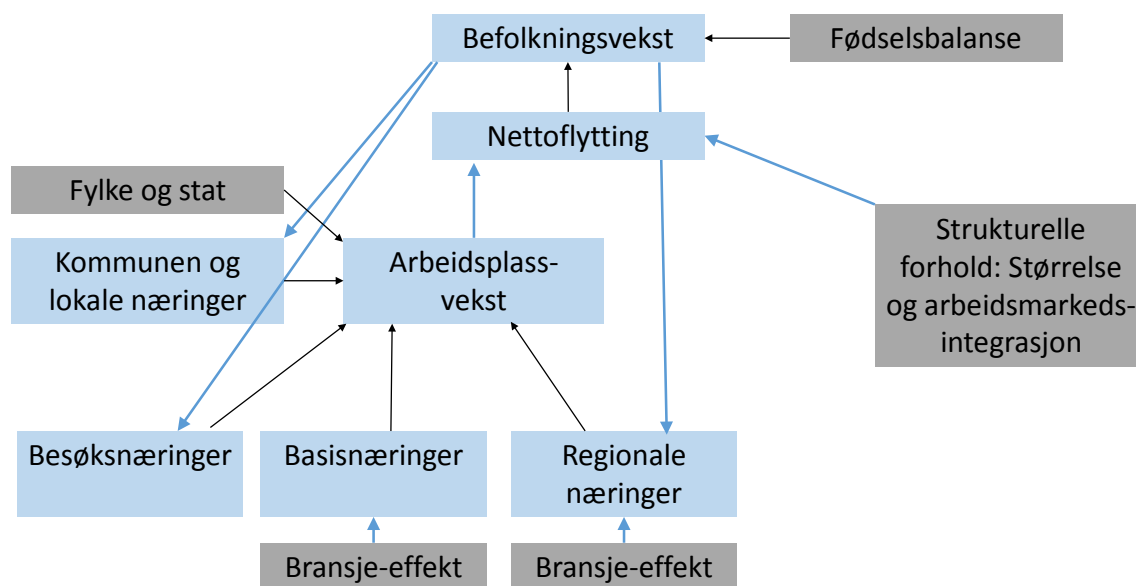 Befolkningsvekst
Fødselsbalanse
Nettoflytting
Fylke og stat
Kommunen og
lokale næringer
Arbeidsplass-
vekst
Strukturelle
forhold: Størrelse
og arbeidsmarkeds-
integrasjon
Besøksnæringer
Basisnæringer
Regionale
næringer
Bransje-effekt
Bransje-effekt